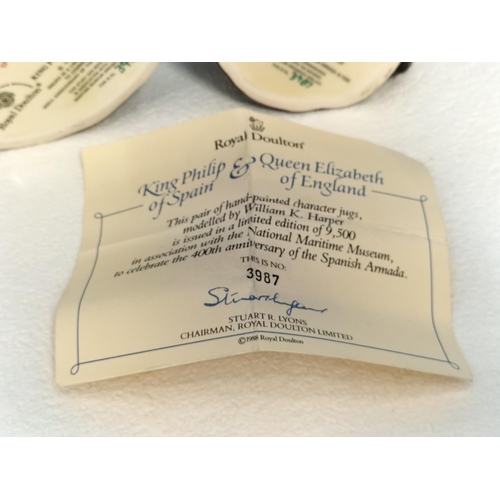 Royal Doulton
Royal Doulton
King Philip & Queen Elizabeth
of Spain of England
This pair of hand-painted character jugs,
modelled by William K. Harper
is issued in a limited edition of 9,500
in association with the National Maritime Museum,
to celebrate the 400th anniversary of the Spanish Armada.
THIS IS NO:
3987
STUART R. LYONS
CHAIRMAN, ROYAL DOULTON LIMITED
©1988 Royal Doulton